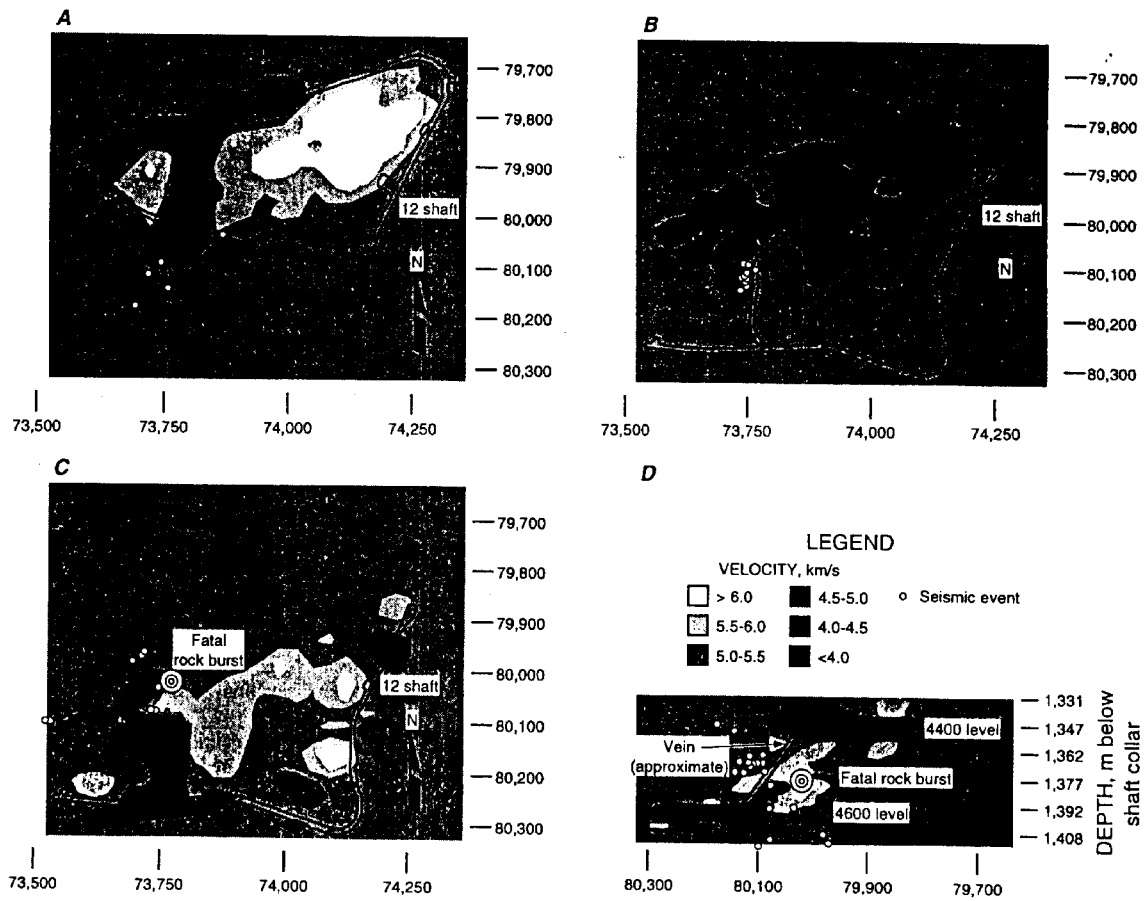 A
79,700
79,800
79,900
80,000
80,100
80,200
80,300
12 shaft
N
73,500
73,750
74,000
74,250
B
79,700
79,800
79,900
80,000
80,100
80,200
80,300
12 shaft
N
73,500
73,750
74,000
74,250
C
79,700
79,800
79,900
80,000
80,100
80,200
80,300
Fatal
rock burst
12 shaft
N
73,500
73,750
74,000
74,250
D
LEGEND
VELOCITY, km/s
> 6.0
4.5-5.0
Seismic event
5.5-6.0
4.0-4.5
5.0-5.5
<4.0
1,331
1,347
1,362
1,377
1,392
1,408
DEPTH, m below
shaft collar
4400 level
Vein
(approximate)
Fatal rock burst
4600 level
80,300
80,100
79,900
79,700